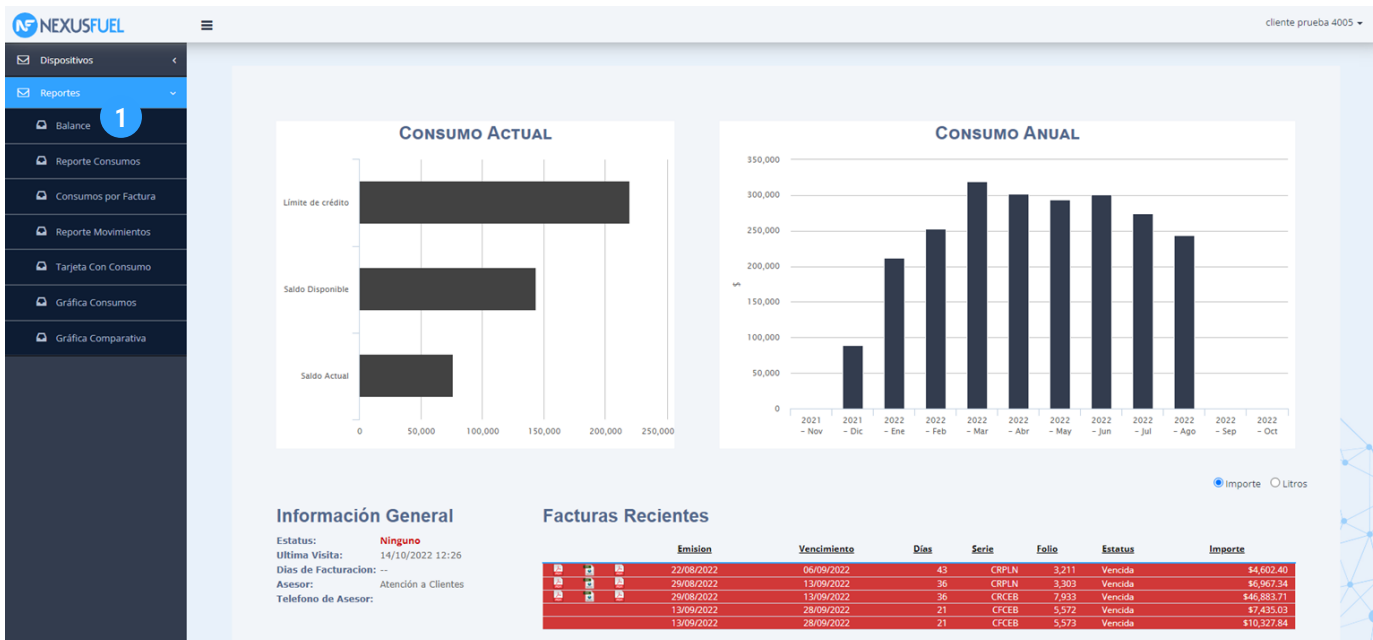 NF NEXUSFUEL
cliente prueba 4005
Dispositivos
Reportes
1
Balance
Reporte Consumos
Consumos por Factura
Reporte Movimientos
Tarjeta Con Consumo
Gráfica Consumos
Gráfica Comparativa
CONSUMO ACTUAL
Límite de crédito
Saldo Disponible
Saldo Actual
0 50,000 100,000 150,000 200,000 250,000
CONSUMO ANUAL
350,000
300,000
250,000
200,000
150,000
100,000
50,000
0
$
2021 2021 2022 2022 2022 2022 2022 2022 2022 2022 2022 2022
- Nov - Dic - Ene - Feb - Mar - Abr - May - Jun - Jul - Ago - Sep - Oct
Importe Litros
Información General
Estatus: Ninguno
Ultima Visita: 14/10/2022 12:26
Dias de Facturacion: --
Asesor: Atención a Clientes
Telefono de Asesor:
Facturas Recientes
Emision Vencimiento Días Serie Folio Estatus Importe
22/08/2022 06/09/2022 43 CRPLN 3,211 Vencida $4,602.40
29/08/2022 13/09/2022 36 CRPLN 3,303 Vencida $6,967.34
29/08/2022 13/09/2022 36 CRCEB 7,933 Vencida $46,883.71
13/09/2022 28/09/2022 21 CFCEB 5,572 Vencida $7,435.03
13/09/2022 28/09/2022 21 CFCEB 5,573 Vencida $10,327.84